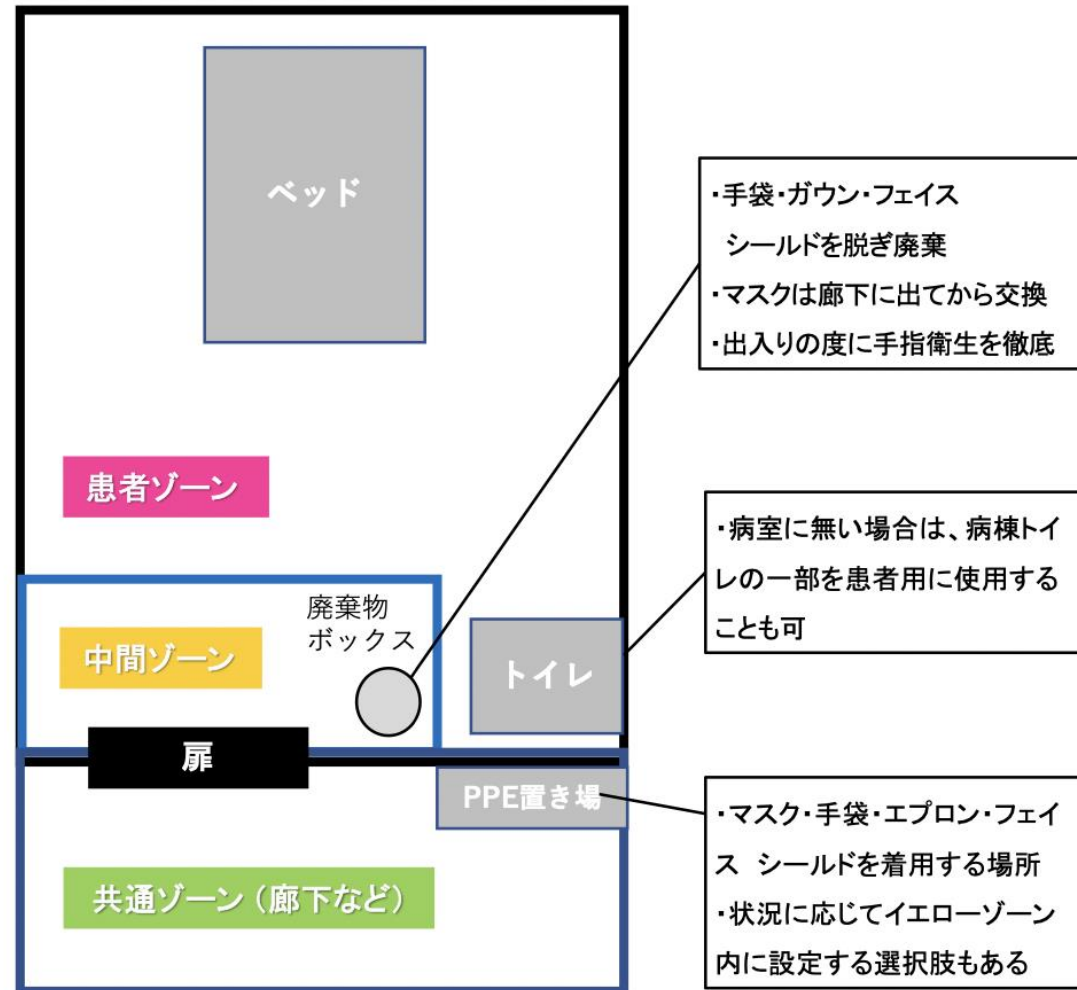 ベッド
・手袋・ガウン・フェイス
シールドを脱ぎ廃棄
・マスクは廊下に出てから交換
・出入りの度に手指衛生を徹底
患者ゾーン
・病室に無い場合は、病棟トイ
レの一部を患者用に使用する
ことも可
廃棄物
ボックス
中間ゾーン
トイレ
扉
PPE置き場
・マスク・手袋・エプロン・フェイ
ス シールドを着用する場所
・状況に応じてイエローゾーン
内に設定する選択肢もある
共通ゾーン(廊下など)